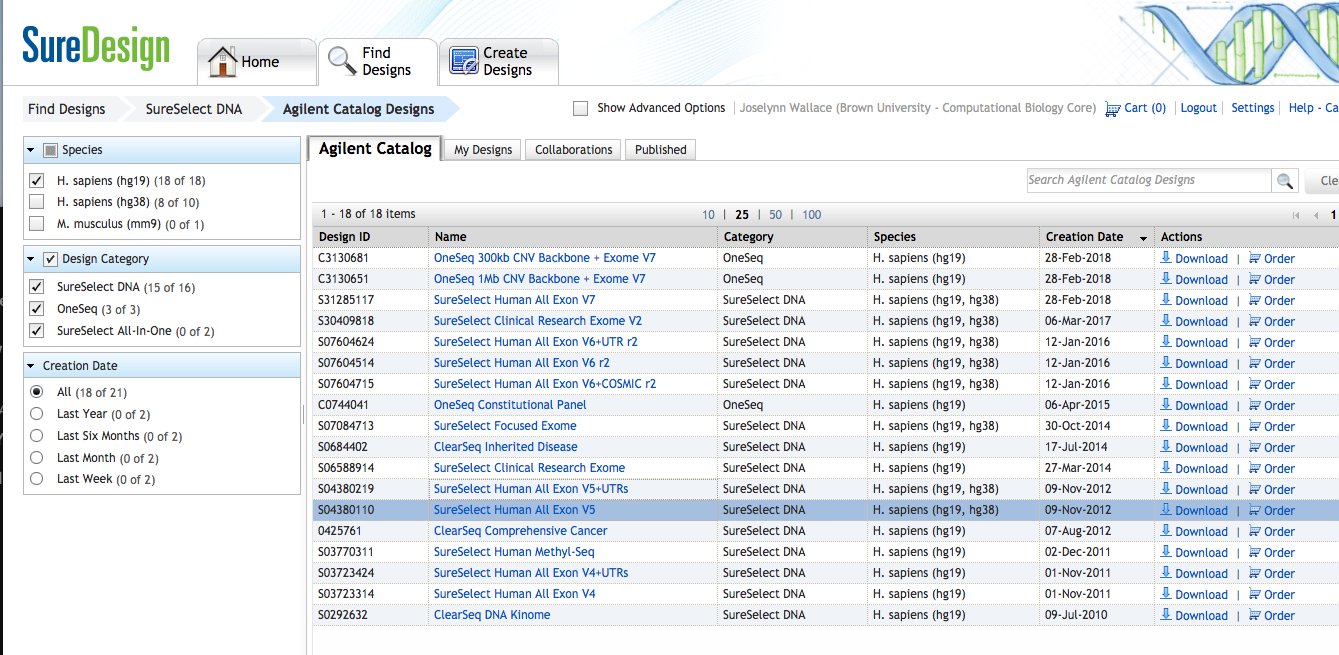 SureDesign
Home
Find Designs
Create Designs
Find Designs
SureSelect DNA
Agilent Catalog Designs
Show Advanced Options
Joselynn Wallace (Brown University - Computational Biology Core)
Cart (0)
Logout
Settings
Help - Ca
Species
H. sapiens (hg19) (18 of 18)
H. sapiens (hg38) (8 of 10)
M. musculus (mm9) (0 of 1)
Design Category
SureSelect DNA (15 of 16)
OneSeq (3 of 3)
SureSelect All-In-One (0 of 2)
Creation Date
All (18 of 21)
Last Year (0 of 2)
Last Six Months (0 of 2)
Last Month (0 of 2)
Last Week (0 of 2)
Agilent Catalog
My Designs
Collaborations
Published
Search Agilent Catalog Designs
Cle
1 - 18 of 18 items
10 | 25 | 50 | 100
1
Design ID Name Category Species Creation Date Actions
C3130681 OneSeq 300kb CNV Backbone + Exome V7 OneSeq H. sapiens (hg19) 28-Feb-2018 Download | Order
C3130651 OneSeq 1Mb CNV Backbone + Exome V7 OneSeq H. sapiens (hg19) 28-Feb-2018 Download | Order
S31285117 SureSelect Human All Exon V7 SureSelect DNA H. sapiens (hg19, hg38) 28-Feb-2018 Download | Order
S30409818 SureSelect Clinical Research Exome V2 SureSelect DNA H. sapiens (hg19, hg38) 06-Mar-2017 Download | Order
S07604624 SureSelect Human All Exon V6+UTR r2 SureSelect DNA H. sapiens (hg19, hg38) 12-Jan-2016 Download | Order
S07604514 SureSelect Human All Exon V6 r2 SureSelect DNA H. sapiens (hg19, hg38) 12-Jan-2016 Download | Order
S07604715 SureSelect Human All Exon V6+COSMIC r2 SureSelect DNA H. sapiens (hg19, hg38) 12-Jan-2016 Download | Order
C0744041 OneSeq Constitutional Panel OneSeq H. sapiens (hg19) 06-Apr-2015 Download | Order
S07084713 SureSelect Focused Exome SureSelect DNA H. sapiens (hg19, hg38) 30-Oct-2014 Download | Order
S0684402 ClearSeq Inherited Disease SureSelect DNA H. sapiens (hg19) 17-Jul-2014 Download | Order
S06588914 SureSelect Clinical Research Exome SureSelect DNA H. sapiens (hg19) 27-Mar-2014 Download | Order
S04380219 SureSelect Human All Exon V5+UTRs SureSelect DNA H. sapiens (hg19, hg38) 09-Nov-2012 Download | Order
S04380110 SureSelect Human All Exon V5 SureSelect DNA H. sapiens (hg19, hg38) 09-Nov-2012 Download | Order
0425761 ClearSeq Comprehensive Cancer SureSelect DNA H. sapiens (hg19) 07-Aug-2012 Download | Order
S03770311 SureSelect Human Methyl-Seq SureSelect DNA H. sapiens (hg19) 02-Dec-2011 Download | Order
S03723424 SureSelect Human All Exon V4+UTRs SureSelect DNA H. sapiens (hg19) 01-Nov-2011 Download | Order
S03723314 SureSelect Human All Exon V4 SureSelect DNA H. sapiens (hg19) 01-Nov-2011 Download | Order
S0292632 ClearSeq DNA Kinome SureSelect DNA H. sapiens (hg19) 09-Jul-2010 Download | Order